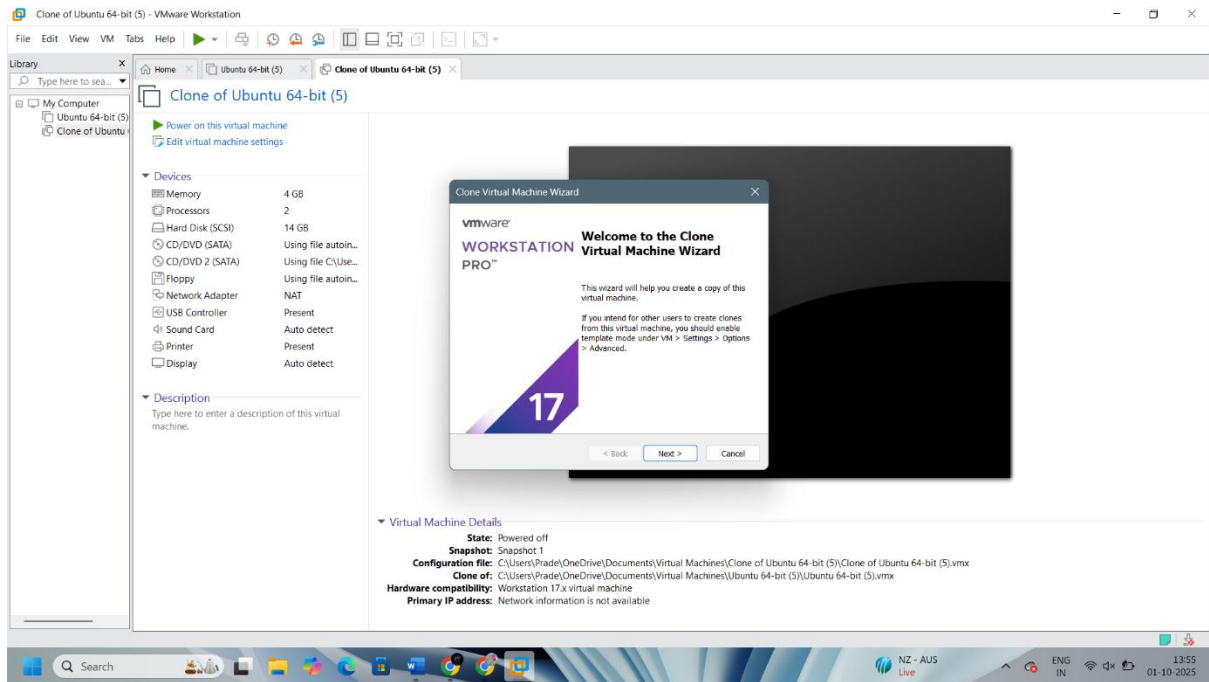 Clone of Ubuntu 64-bit (5) - VMware Workstation
File Edit View VM Tabs Help
Library X
Type here to sea...
My Computer
Ubuntu 64-bit (5)
Clone of Ubuntu
Home
Ubuntu 64-bit (5)
Clone of Ubuntu 64-bit (5)
Clone of Ubuntu 64-bit (5)
Power on this virtual machine
Edit virtual machine settings
Devices
Memory 4 GB
Processors 2
Hard Disk (SCSI) 14 GB
CD/DVD (SATA) Using file autoin...
CD/DVD 2 (SATA) Using file C:\Use...
Floppy Using file autoin...
Network Adapter NAT
USB Controller Present
Sound Card Auto detect
Printer Present
Display Auto detect
Description
Type here to enter a description of this virtual
machine.
Clone Virtual Machine Wizard
vmware
WORKSTATION
PRO™
17
Welcome to the Clone
Virtual Machine Wizard
This wizard will help you create a copy of this
virtual machine.
If you intend for other users to create clones
from this virtual machine, you should enable
template mode under VM > Settings > Options
> Advanced.
< Back Next > Cancel
Virtual Machine Details
State: Powered off
Snapshot: Snapshot 1
Configuration file: C:\Users\Prade\OneDrive\Documents\Virtual Machines\Clone of Ubuntu 64-bit (5)\Clone of Ubuntu 64-bit (5).vmx
Clone of: C:\Users\Prade\OneDrive\Documents\Virtual Machines\Ubuntu 64-bit (5)\Ubuntu 64-bit (5).vmx
Hardware compatibility: Workstation 17.x virtual machine
Primary IP address: Network information is not available
Search
NZ - AUS
Live
ENG
IN
13:55
01-10-2025